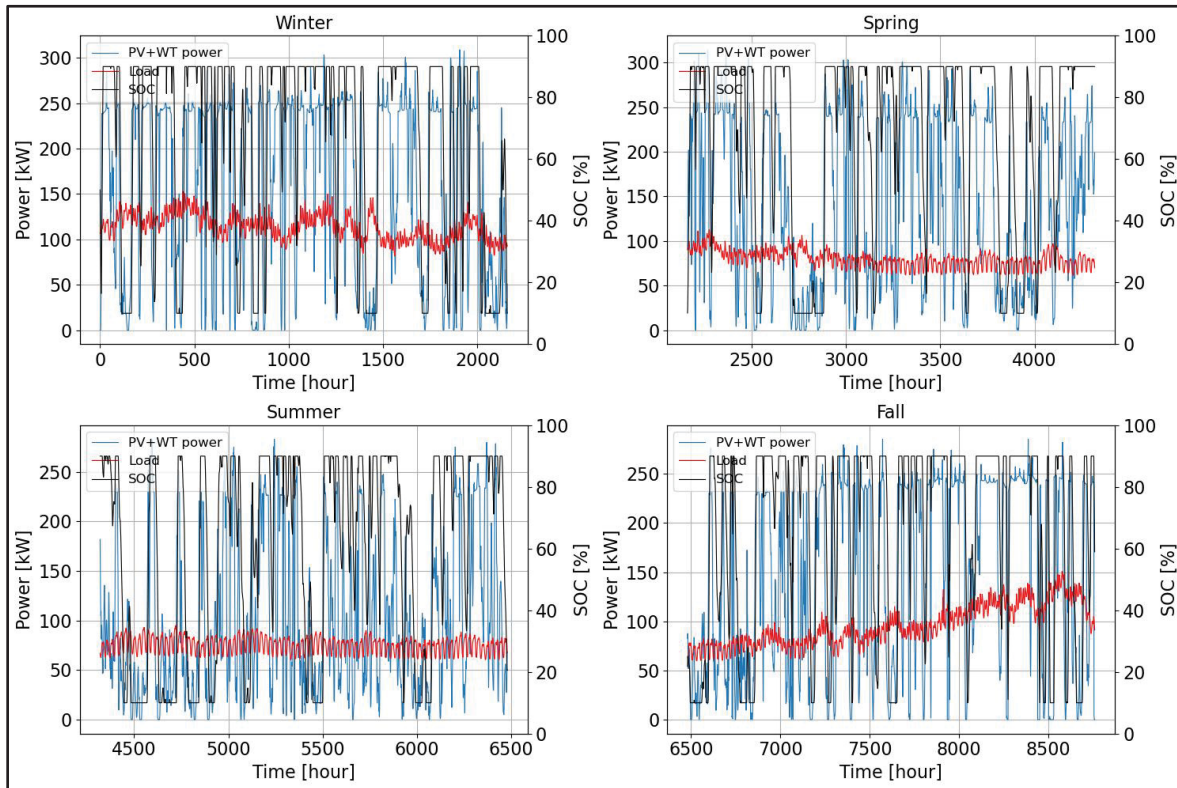 Winter
PV+WT power
Load
SOC
Power [kW]
300
250
200
150
100
50
0
SOC [%]
100
80
60
40
20
0
0 500 1000 1500 2000
Time [hour]
Spring
PV+WT power
Load
SOC
Power [kW]
300
250
200
150
100
50
0
SOC [%]
100
80
60
40
20
0
2500 3000 3500 4000
Time [hour]
Summer
PV+WT power
Load
SOC
Power [kW]
250
200
150
100
50
0
SOC [%]
100
80
60
40
20
0
4500 5000 5500 6000 6500
Time [hour]
Fall
PV+WT power
Load
SOC
Power [kW]
250
200
150
100
50
0
SOC [%]
100
80
60
40
20
0
6500 7000 7500 8000 8500
Time [hour]